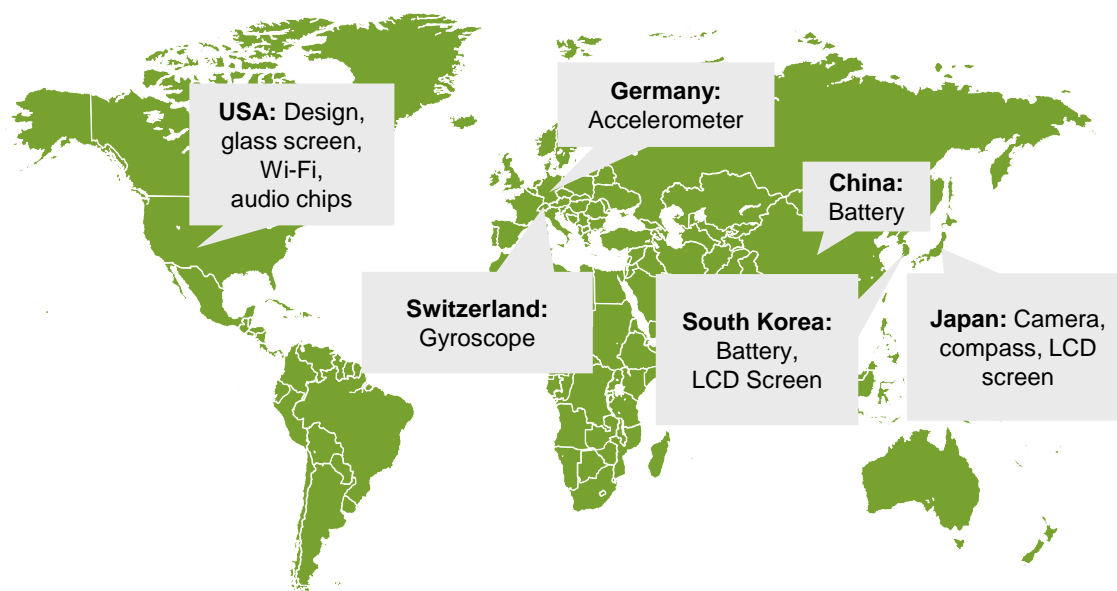 USA: Design,
glass screen,
Wi-Fi,
audio chips
Germany:
Accelerometer
China:
Battery
Switzerland:
Gyroscope
South Korea:
Battery,
LCD Screen
Japan: Camera,
compass, LCD
screen